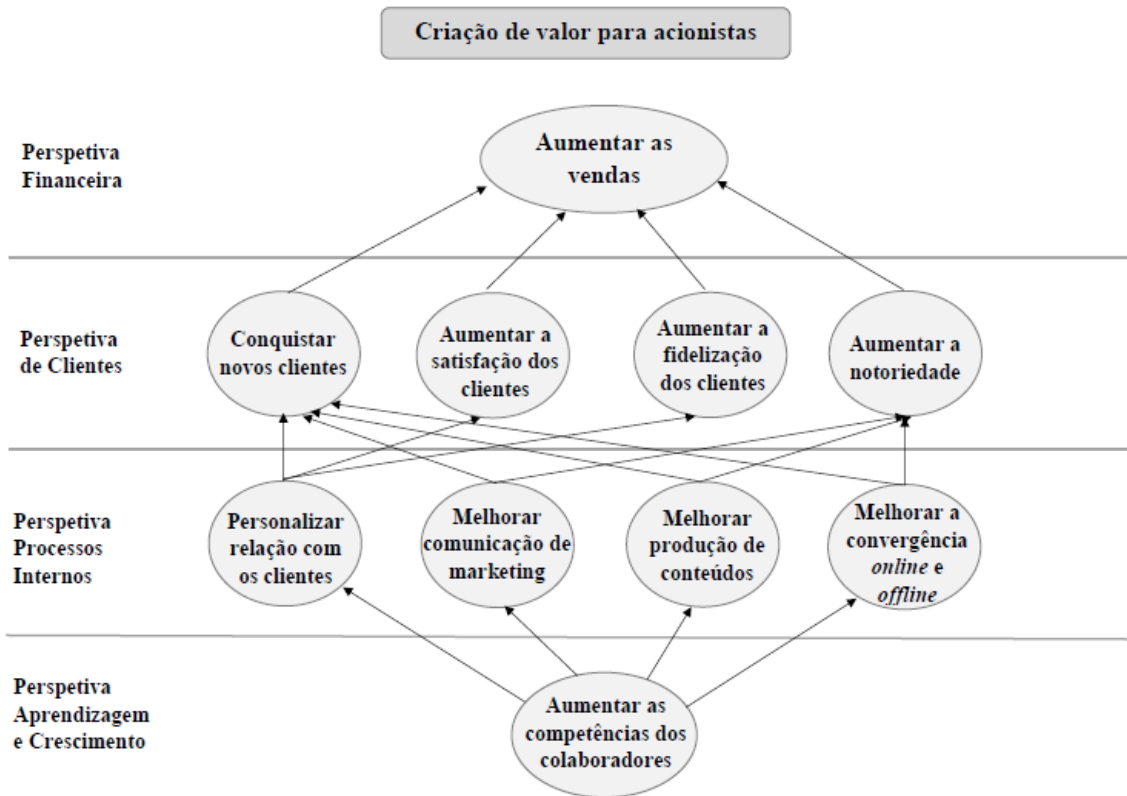 Criação de valor para acionistas
Perspetiva
Financeira
Aumentar as
vendas
Perspetiva
de Clientes
Conquistar
novos clientes
Aumentar a
satisfação dos
clientes
Aumentar a
fidelização
dos clientes
Aumentar a
notoriedade
Perspetiva
Processos
Internos
Personalizar
relação com
os clientes
Melhorar
comunicação de
marketing
Melhorar
produção de
conteúdos
Melhorar a
convergência
online e
offline
Perspetiva
Aprendizagem
e Crescimento
Aumentar as
competências dos
colaboradores